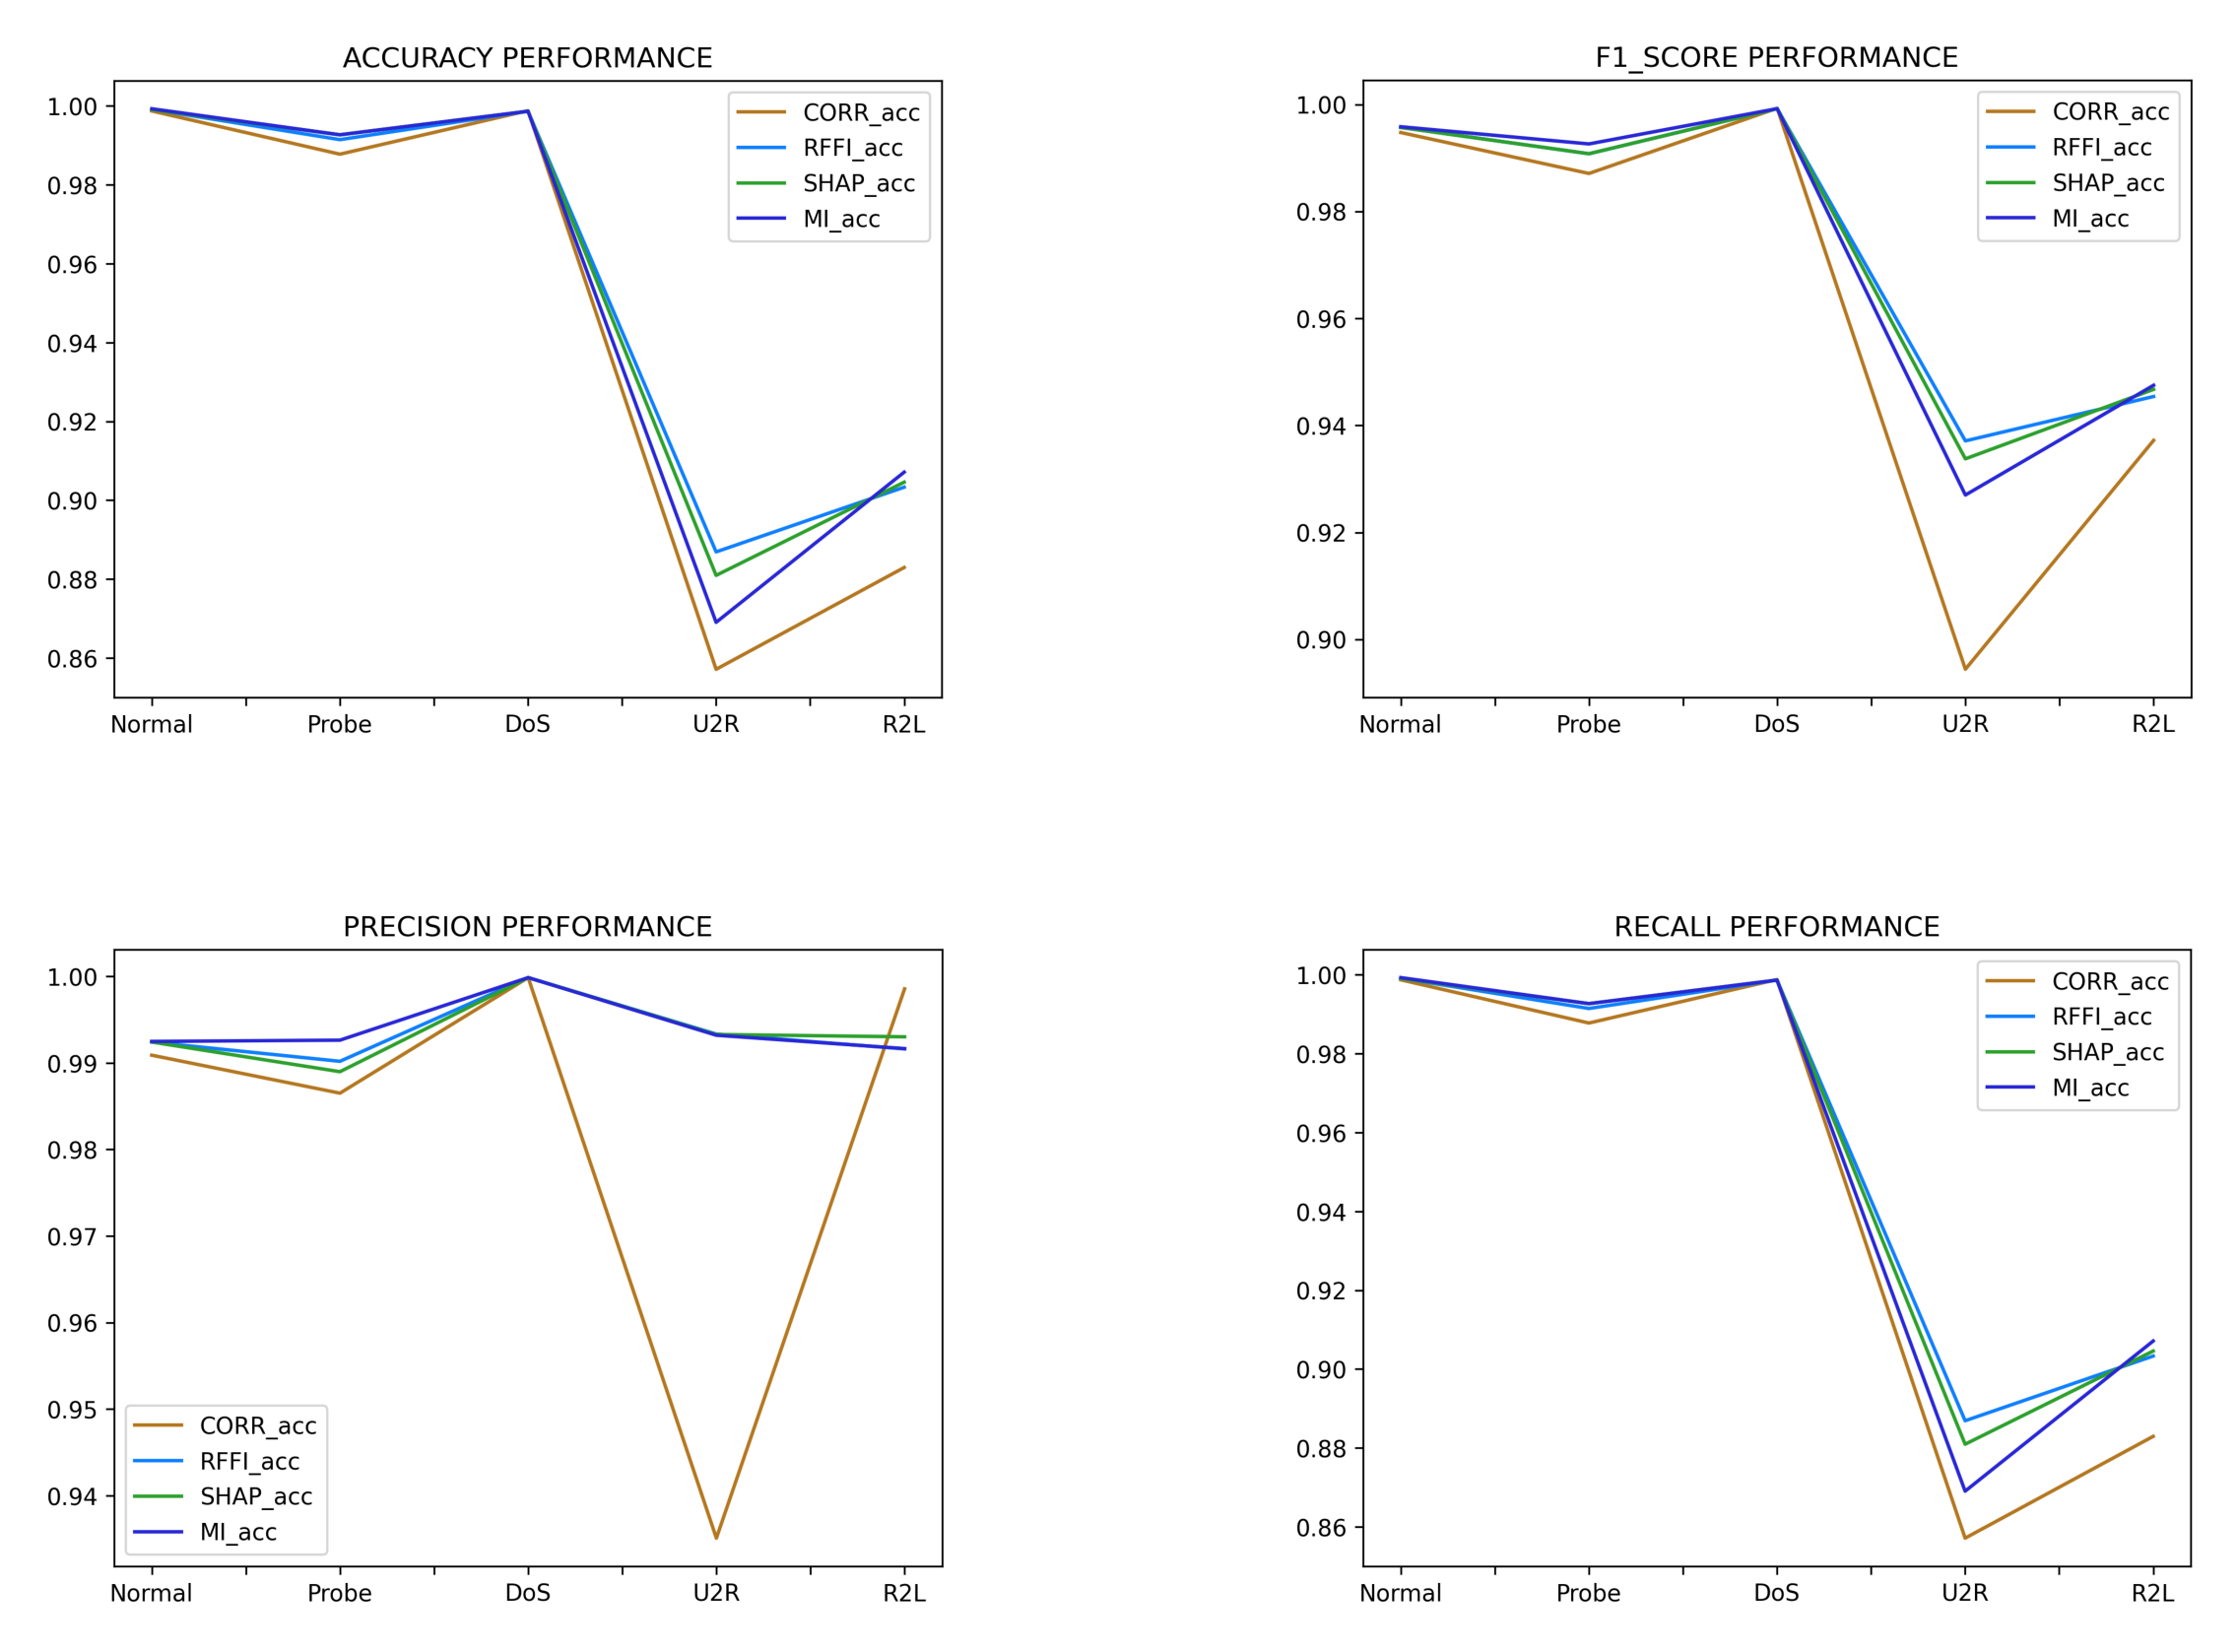 ACCURACY PERFORMANCE
1.00
0.98
0.96
0.94
0.92
0.90
0.88
0.86
CORR_acc
RFFI_acc
SHAP_acc
MI_acc
Normal Probe DoS U2R R2L
F1_SCORE PERFORMANCE
1.00
0.98
0.96
0.94
0.92
0.90
CORR_acc
RFFI_acc
SHAP_acc
MI_acc
Normal Probe DoS U2R R2L
PRECISION PERFORMANCE
1.00
0.99
0.98
0.97
0.96
0.95
0.94
CORR_acc
RFFI_acc
SHAP_acc
MI_acc
Normal Probe DoS U2R R2L
RECALL PERFORMANCE
1.00
0.98
0.96
0.94
0.92
0.90
0.88
0.86
CORR_acc
RFFI_acc
SHAP_acc
MI_acc
Normal Probe DoS U2R R2L